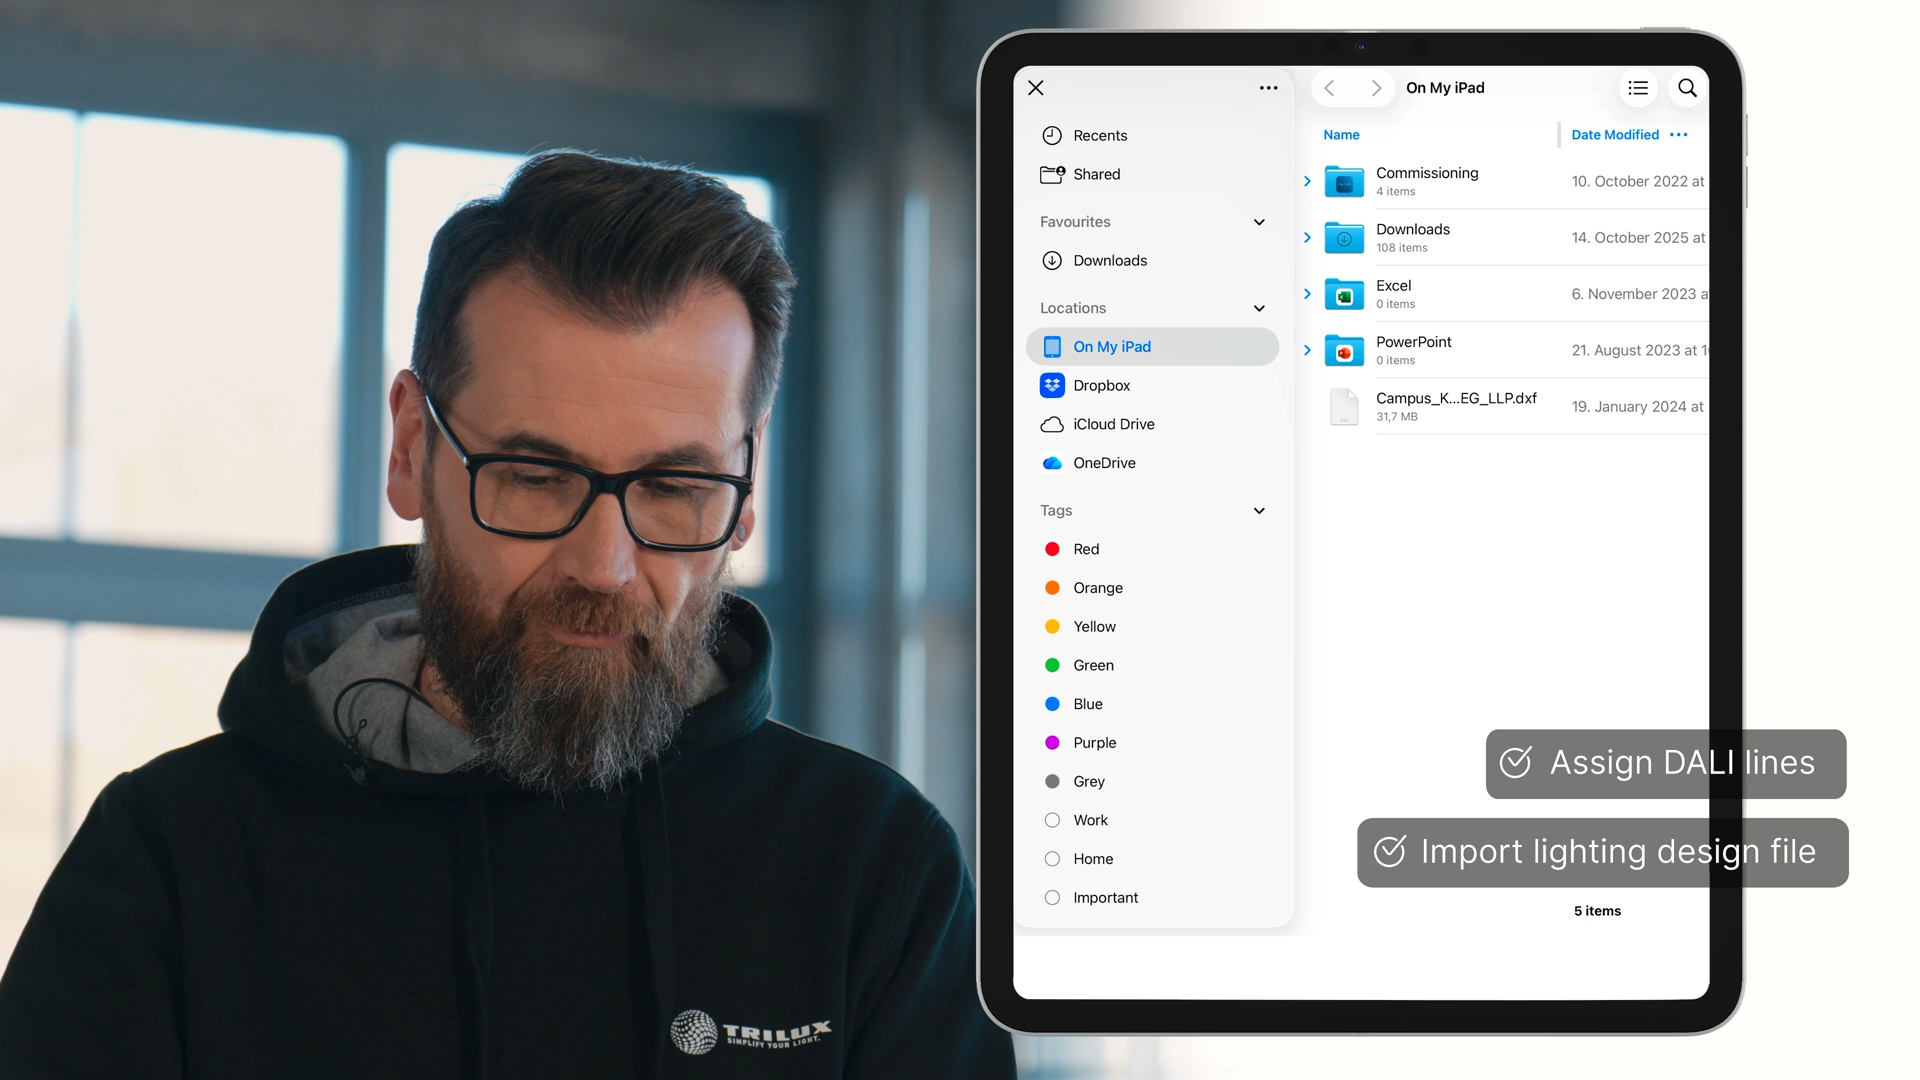 On My iPad
Recents
Shared
Favourites
Downloads
Locations
On My iPad
Dropbox
iCloud Drive
OneDrive
Tags
Red
Orange
Yellow
Green
Blue
Purple
Grey
Work
Home
Important
Name
Date Modified
Commissioning
4 items
10. October 2022 at
Downloads
108 items
14. October 2025 at
Excel
0 items
6. November 2023 a
PowerPoint
0 items
21. August 2023 at 1
Campus_K...EG_LLP.dxf
31,7 MB
19. January 2024 at
Assign DALI lines
Import lighting design file
5 items
TRILUX
SIMPLIFY YOUR LIGHT.